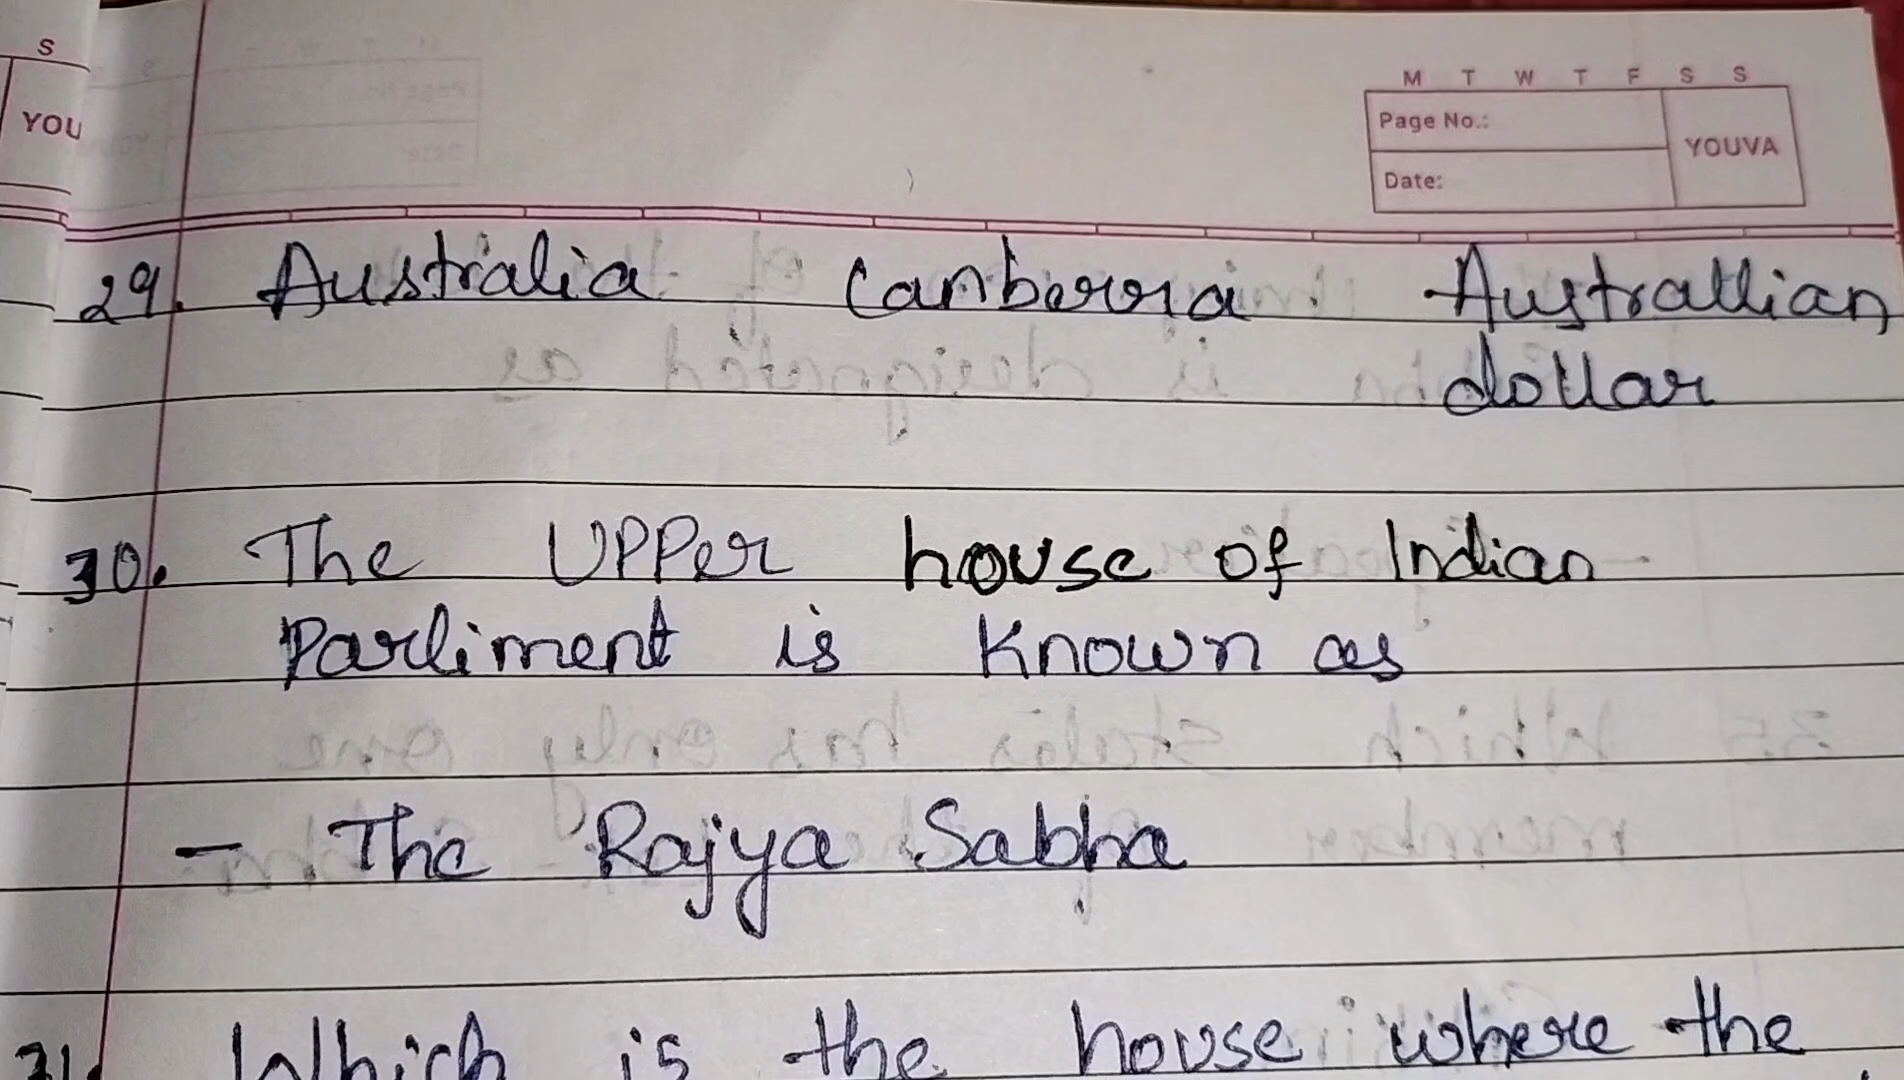 S
YOU
M T W T F S S
Page No.:
YOUVA
Date:
29. Australia Canberra Australlian
dollar
30. The UPPer house of Indian
Parliment is Known as
- The Rajya Sabha
31. Which is the house where the